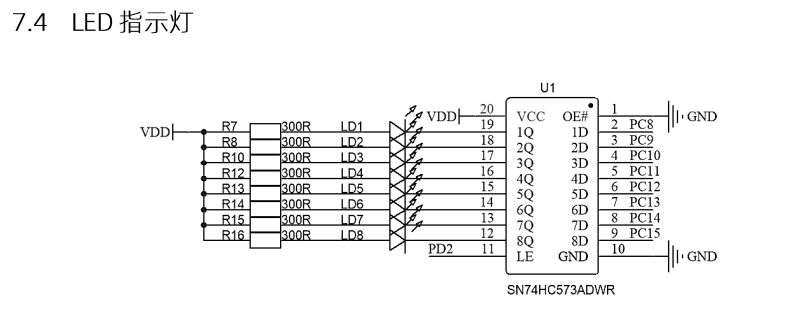 7.4 LED 指示灯
U1
VDD
R7 300R LD1
R8 300R LD2
R10 300R LD3
R12 300R LD4
R13 300R LD5
R14 300R LD6
R15 300R LD7
R16 300R LD8
VDD 20 VCC OE# 1 GND
19 1Q 1D 2 PC8
18 2Q 2D 3 PC9
17 3Q 3D 4 PC10
16 4Q 4D 5 PC11
15 5Q 5D 6 PC12
14 6Q 6D 7 PC13
13 7Q 7D 8 PC14
12 8Q 8D 9 PC15
PD2 11 LE GND 10 GND
SN74HC573ADWR